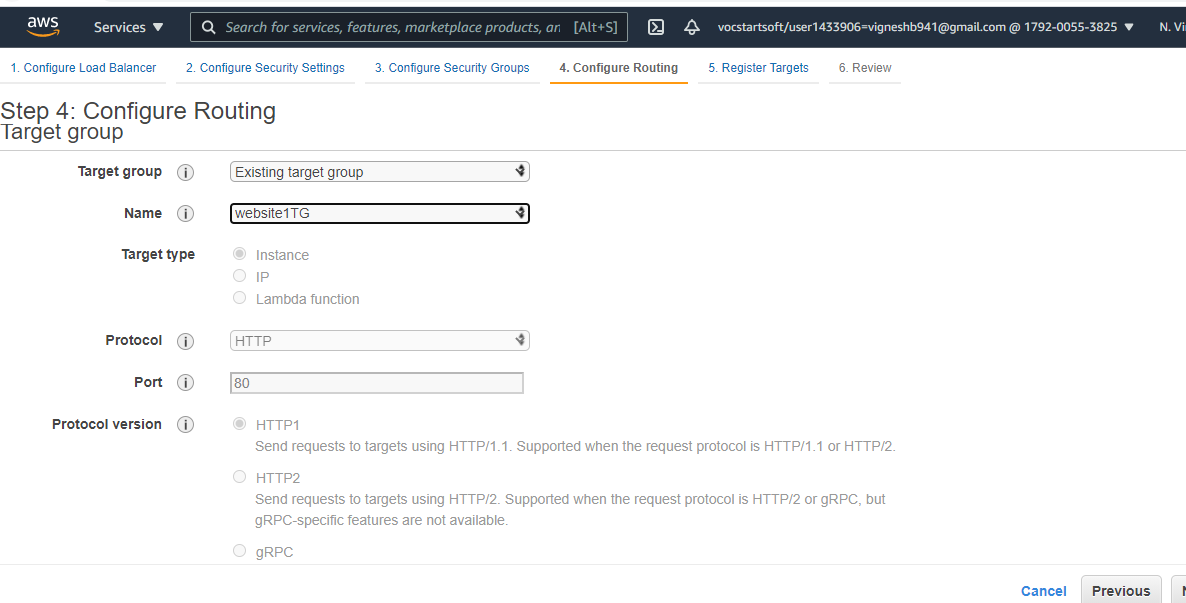 aws Services Search for services, features, marketplace products, an [Alt+S] vocstartsoft/user1433906=vigneshb941@gmail.com @ 1792-0055-3825 N. Vi
1. Configure Load Balancer 2. Configure Security Settings 3. Configure Security Groups 4. Configure Routing 5. Register Targets 6. Review
Step 4: Configure Routing
Target group
Target group i Existing target group
Name i website1TG
Target type Instance
IP
Lambda function
Protocol i HTTP
Port i 80
Protocol version i HTTP1
Send requests to targets using HTTP/1.1. Supported when the request protocol is HTTP/1.1 or HTTP/2.
HTTP2
Send requests to targets using HTTP/2. Supported when the request protocol is HTTP/2 or gRPC, but
gRPC-specific features are not available.
gRPC
Cancel Previous